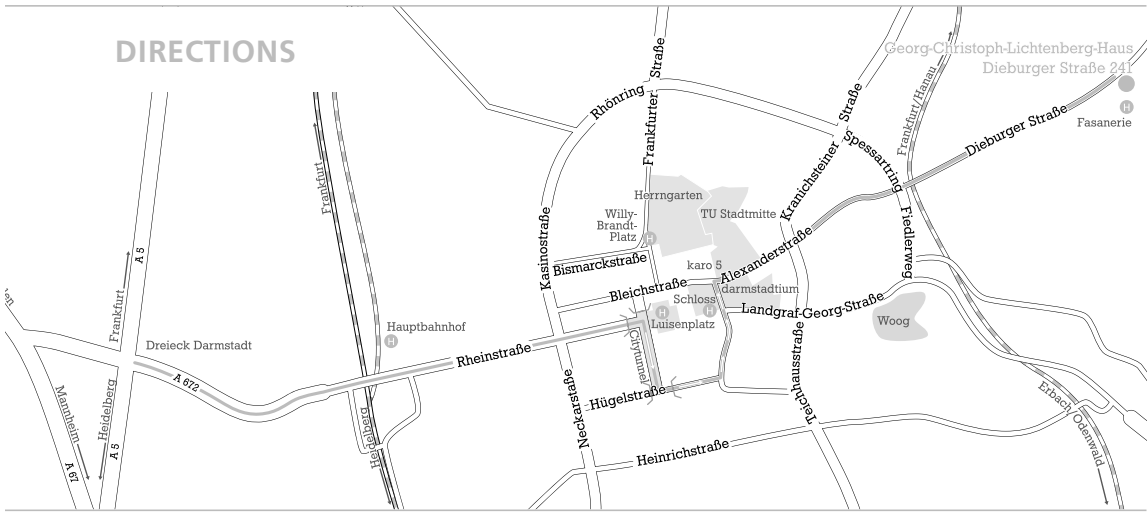 DIRECTIONS
Georg-Christoph-Lichtenberg-Haus
Dieburger Straße 241
H
Fasanerie
Frankfurter Straße
Rhönring
Kranichsteiner Straße
Spessartring
Frankfurt/Hanau
Dieburger Straße
Frankfurt
Herrngarten
TU Stadtmitte
Willy-
Brandt-
Platz
H
Kasinostraße
Fiedlerweg
Alexanderstraße
A 5
Bismarckstraße
karo 5
Bleichstraße
darmstadtium
Schloss
H
H
Luisenplatz
Landgraf-Georg-Straße
Woog
Frankfurt
Hauptbahnhof
H
Dreieck Darmstadt
Rheinstraße
Citytunnel
Teichhausstraße
A 672
Mannheim
Heidelberg
Heidelberg
Neckarstaße
Hügelstraße
Erbach/Odenwald
Heinrichstraße
A 67
A 5